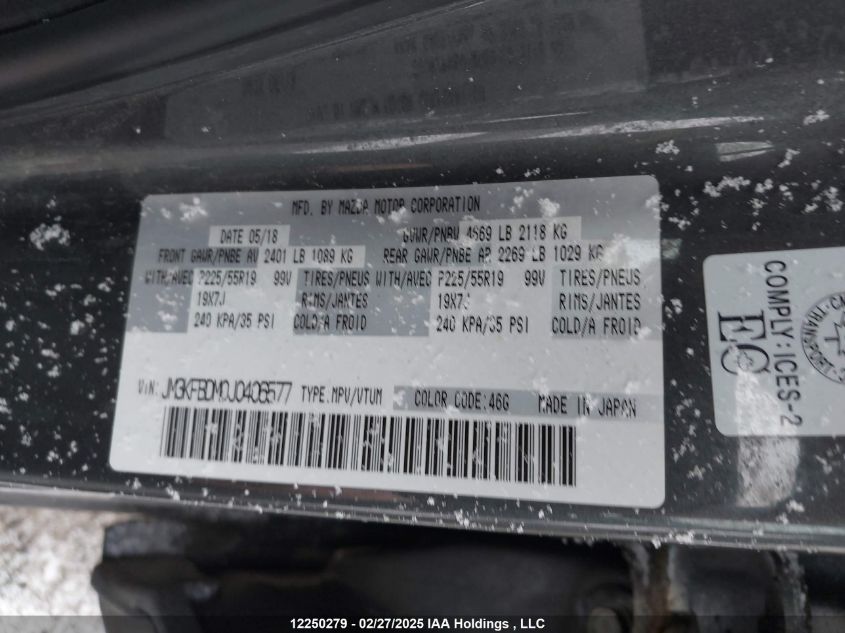 MFD. BY MAZDA MOTOR CORPORATION
DATE 05/18 GVWR/PNBV 4669 LB 2118 KG
FRONT GAWR/PNBE AV 2401 LB 1089 KG REAR GAWR/PNBE AR 2269 LB 1029 KG
WITH/AVEC P225/55R19 99V TIRES/PNEUS WITH/AVEC P225/55R19 99V TIRES/PNEUS
19X7J RIMS/JANTES 19X7J RIMS/JANTES
240 KPA/35 PSI COLD/A FROID 240 KPA/35 PSI COLD/A FROID
VIN: JM3KFBDM0J0406577 TYPE.MPV/VTUM COLOR CODE:46G MADE IN JAPAN
COMPLY:ICES-2
12250279 - 02/27/2025 IAA Holdings , LLC